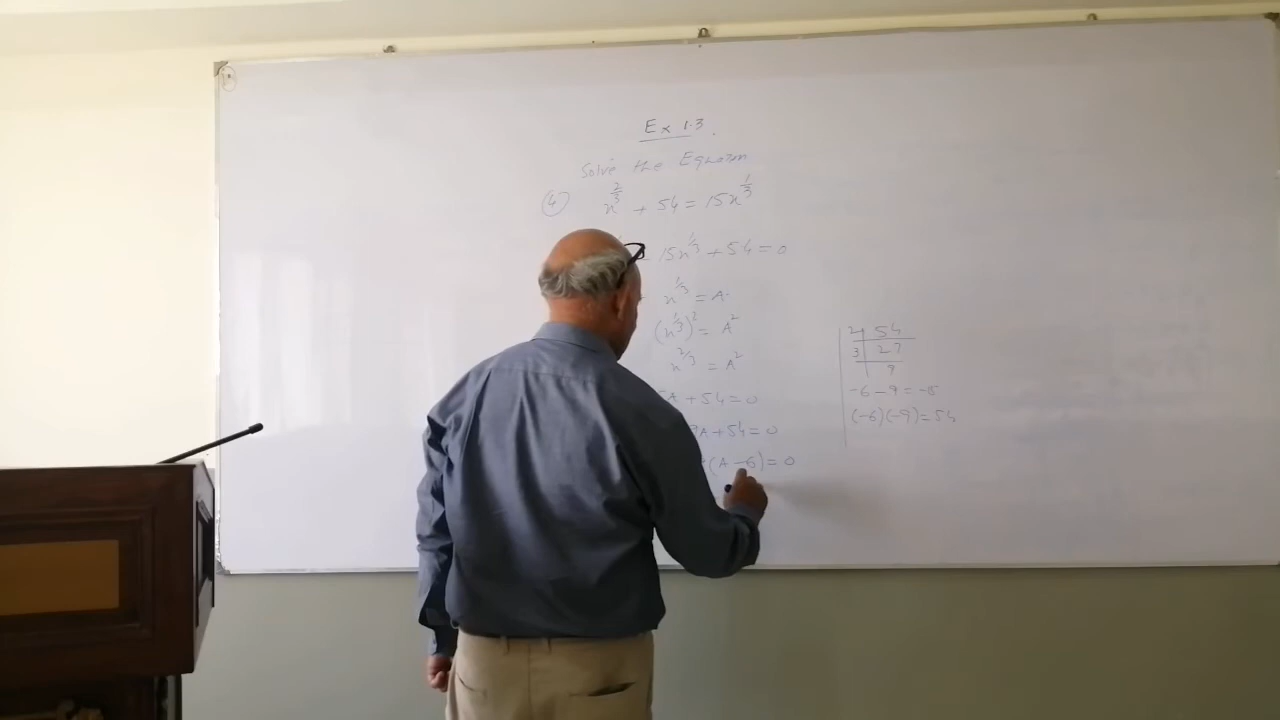 Ex 1.3
Solve the Equation
④ x^{2/3} + 54 = 15x^{1/3}
15x^{1/3} + 54 = 0
x^{1/3} = A
(x^{1/3})^2 = A^2
x^{2/3} = A^2
5A + 54 = 0
9A + 54 = 0
(A - 6) = 0
2 | 54
3 | 27
9
-6 - 9 = -15
(-6)(-9) = 54